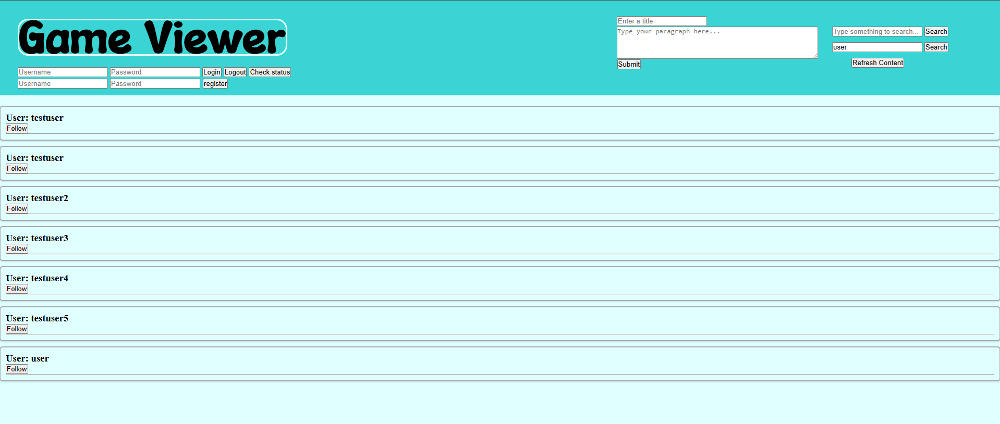 Game Viewer
Username Password Login Logout Check status
Username Password register
Enter a title
Type your paragraph here...
Submit
Type something to search... Search
user Search
Refresh Content
User: testuser
Follow
User: testuser
Follow
User: testuser2
Follow
User: testuser3
Follow
User: testuser4
Follow
User: testuser5
Follow
User: user
Follow